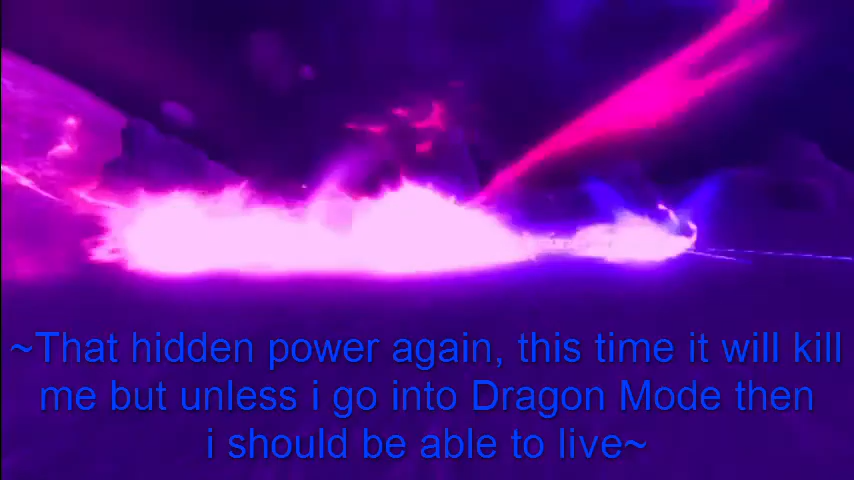 ~That hidden power again, this time it will kill
me but unless i go into Dragon Mode then
i should be able to live~